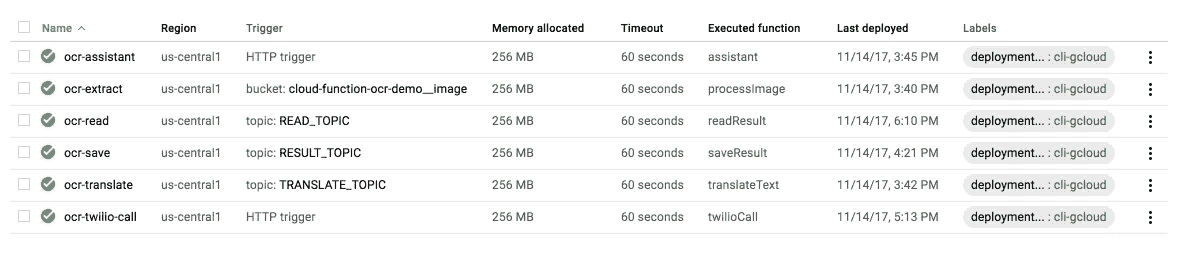 Name Region Trigger Memory allocated Timeout Executed function Last deployed Labels
ocr-assistant us-central1 HTTP trigger 256 MB 60 seconds assistant 11/14/17, 3:45 PM deployment... : cli-gcloud
ocr-extract us-central1 bucket: cloud-function-ocr-demo__image 256 MB 60 seconds processImage 11/14/17, 3:40 PM deployment... : cli-gcloud
ocr-read us-central1 topic: READ_TOPIC 256 MB 60 seconds readResult 11/14/17, 6:10 PM deployment... : cli-gcloud
ocr-save us-central1 topic: RESULT_TOPIC 256 MB 60 seconds saveResult 11/14/17, 4:21 PM deployment... : cli-gcloud
ocr-translate us-central1 topic: TRANSLATE_TOPIC 256 MB 60 seconds translateText 11/14/17, 3:42 PM deployment... : cli-gcloud
ocr-twilio-call us-central1 HTTP trigger 256 MB 60 seconds twilioCall 11/14/17, 5:13 PM deployment... : cli-gcloud